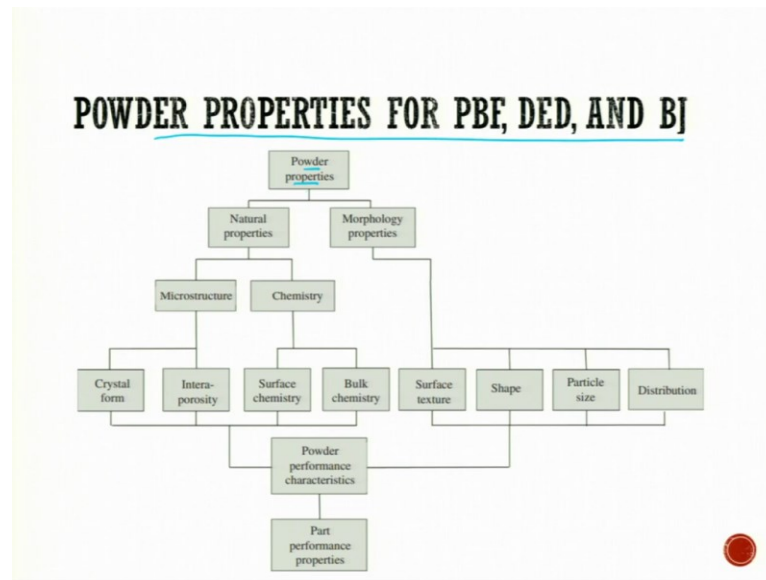 POWDER PROPERTIES FOR PBF, DED, AND BJ
Powder
properties
Natural
properties
Morphology
properties
Microstructure
Chemistry
Crystal
form
Intera-
porosity
Surface
chemistry
Bulk
chemistry
Surface
texture
Shape
Particle
size
Distribution
Powder
performance
characteristics
Part
performance
properties